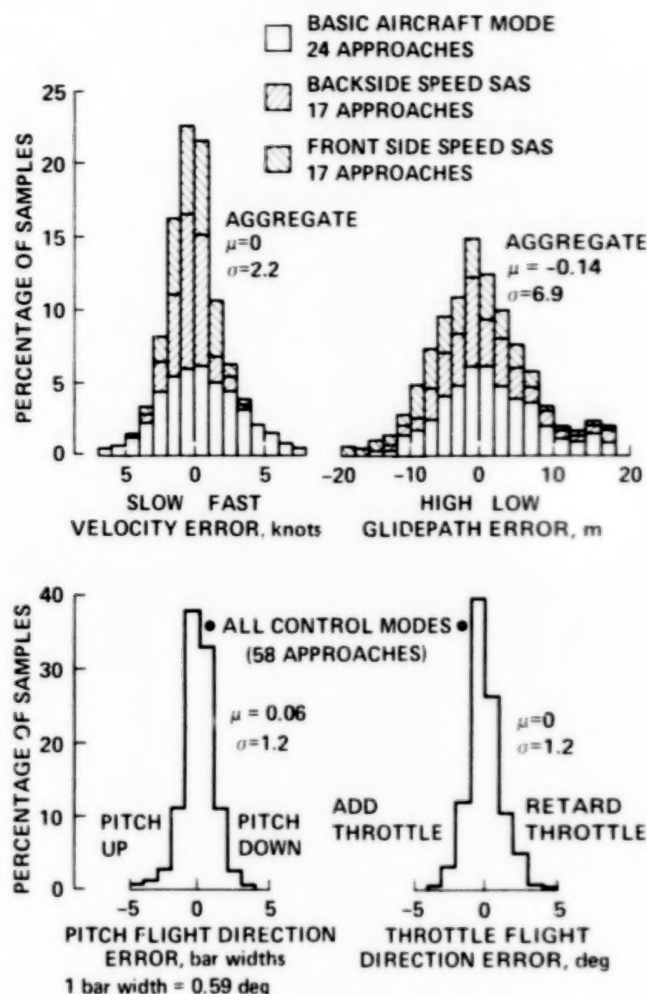 BASIC AIRCRAFT MODE
24 APPROACHES
BACKSIDE SPEED SAS
17 APPROACHES
FRONT SIDE SPEED SAS
17 APPROACHES
PERCENTAGE OF SAMPLES
25
20
15
10
5
0
AGGREGATE
μ=0
σ=2.2
5 0 5
SLOW FAST
VELOCITY ERROR, knots
AGGREGATE
μ = -0.14
σ=6.9
-20 -10 0 10 20
HIGH LOW
GLIDEPATH ERROR, m
PERCENTAGE OF SAMPLES
40
30
20
10
0
● ALL CONTROL MODES ●
(58 APPROACHES)
μ = 0.06
σ=1.2
PITCH
UP
PITCH
DOWN
-5 0 5
PITCH FLIGHT DIRECTION
ERROR, bar widths
1 bar width = 0.59 deg
μ=0
σ=1.2
ADD
THROTTLE
RETARD
THROTTLE
-5 0 5
THROTTLE FLIGHT
DIRECTION ERROR, deg